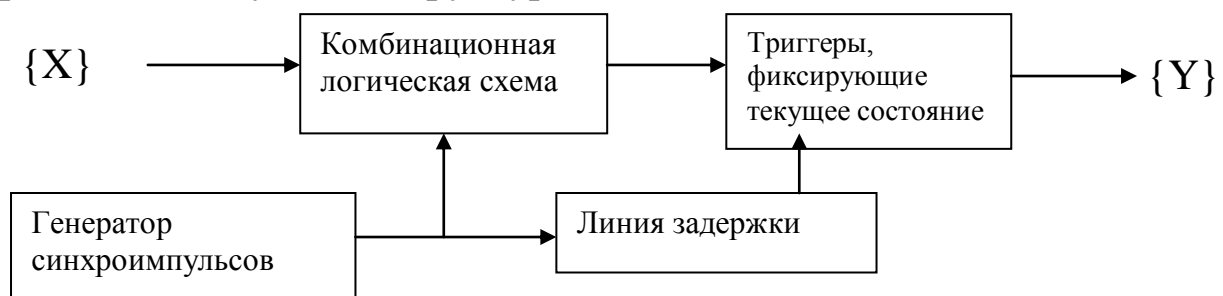 {X}
Комбинационная
логическая схема
Триггеры,
фиксирующие
текущее состояние
{Y}
Генератор
синхроимпульсов
Линия задержки